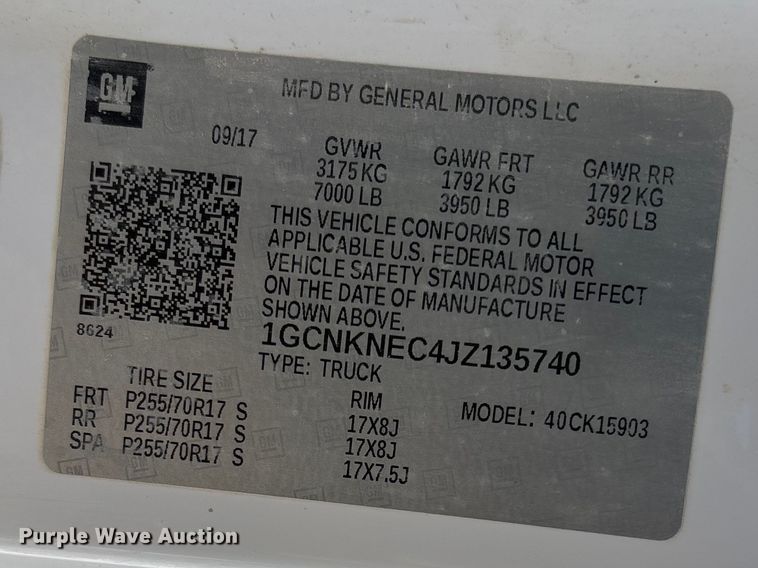 GM
MFD BY GENERAL MOTORS LLC
09/17
GVWR GAWR FRT GAWR RR
3175 KG 1792 KG 1792 KG
7000 LB 3950 LB 3950 LB
THIS VEHICLE CONFORMS TO ALL
APPLICABLE U.S. FEDERAL MOTOR
VEHICLE SAFETY STANDARDS IN EFFECT
ON THE DATE OF MANUFACTURE
SHOWN ABOVE.
8624
1GCNKNEC4JZ135740
TYPE: TRUCK
TIRE SIZE RIM MODEL: 40CK15903
FRT P255/70R17 S 17X8J
RR P255/70R17 S 17X8J
SPA P255/70R17 S 17X7.5J
Purple Wave Auction